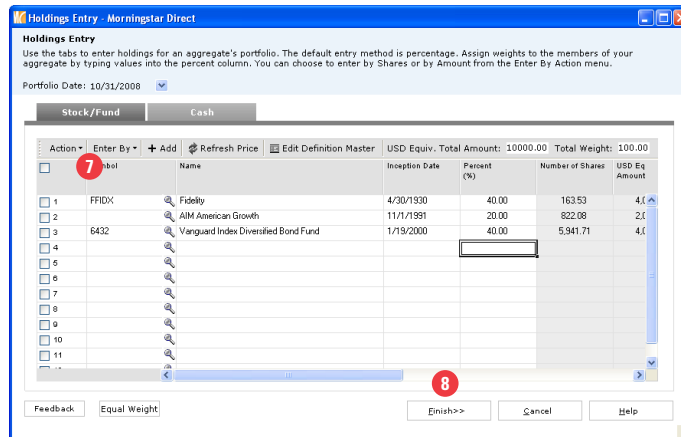 Holdings Entry - Morningstar Direct
Holdings Entry
Use the tabs to enter holdings for an aggregate's portfolio. The default entry method is percentage. Assign weights to the members of your
aggregate by typing values into the percent column. You can choose to enter by Shares or by Amount from the Enter By Action menu.
Portfolio Date: 10/31/2008
Stock/Fund Cash
Action Enter By Add Refresh Price Edit Definition Master USD Equiv. Total Amount: 10000.00 Total Weight: 100.00
7
Name Inception Date Percent Number of Shares USD Eq
(%) Amount
1 FFIDX Fidelity 4/30/1930 40.00 163.53 4,0
2 AIM American Growth 11/1/1991 20.00 822.08 2,0
3 6432 Vanguard Index Diversified Bond Fund 1/19/2000 40.00 5,941.71 4,0
4
5
6
7
8
9
10
11
8
Feedback Equal Weight Finish>> Cancel Help